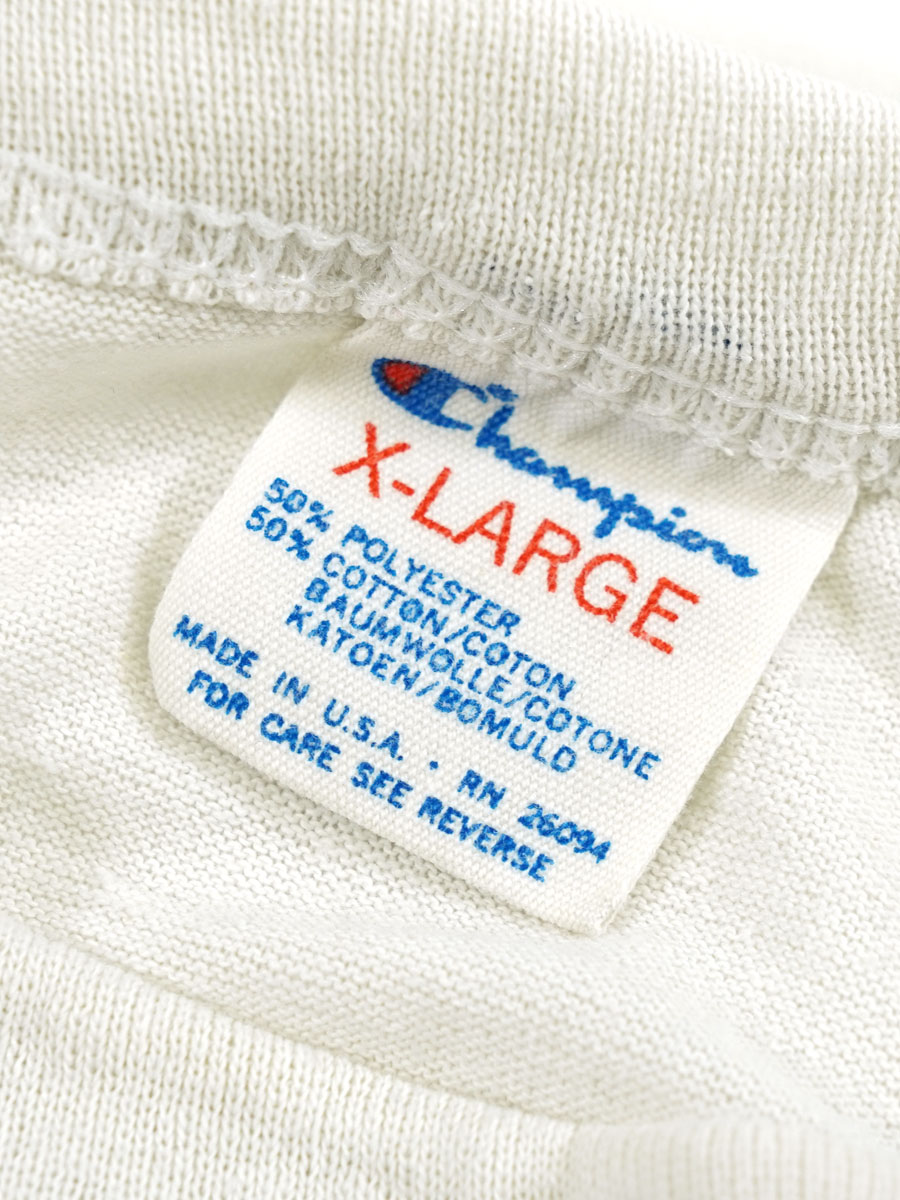 Champion
X-LARGE
50% POLYESTER
50% COTTON/COTON
BAUMWOLLE/COTONE
KATOEN/BOMULD
MADE IN U.S.A. · RN 26094
FOR CARE SEE REVERSE